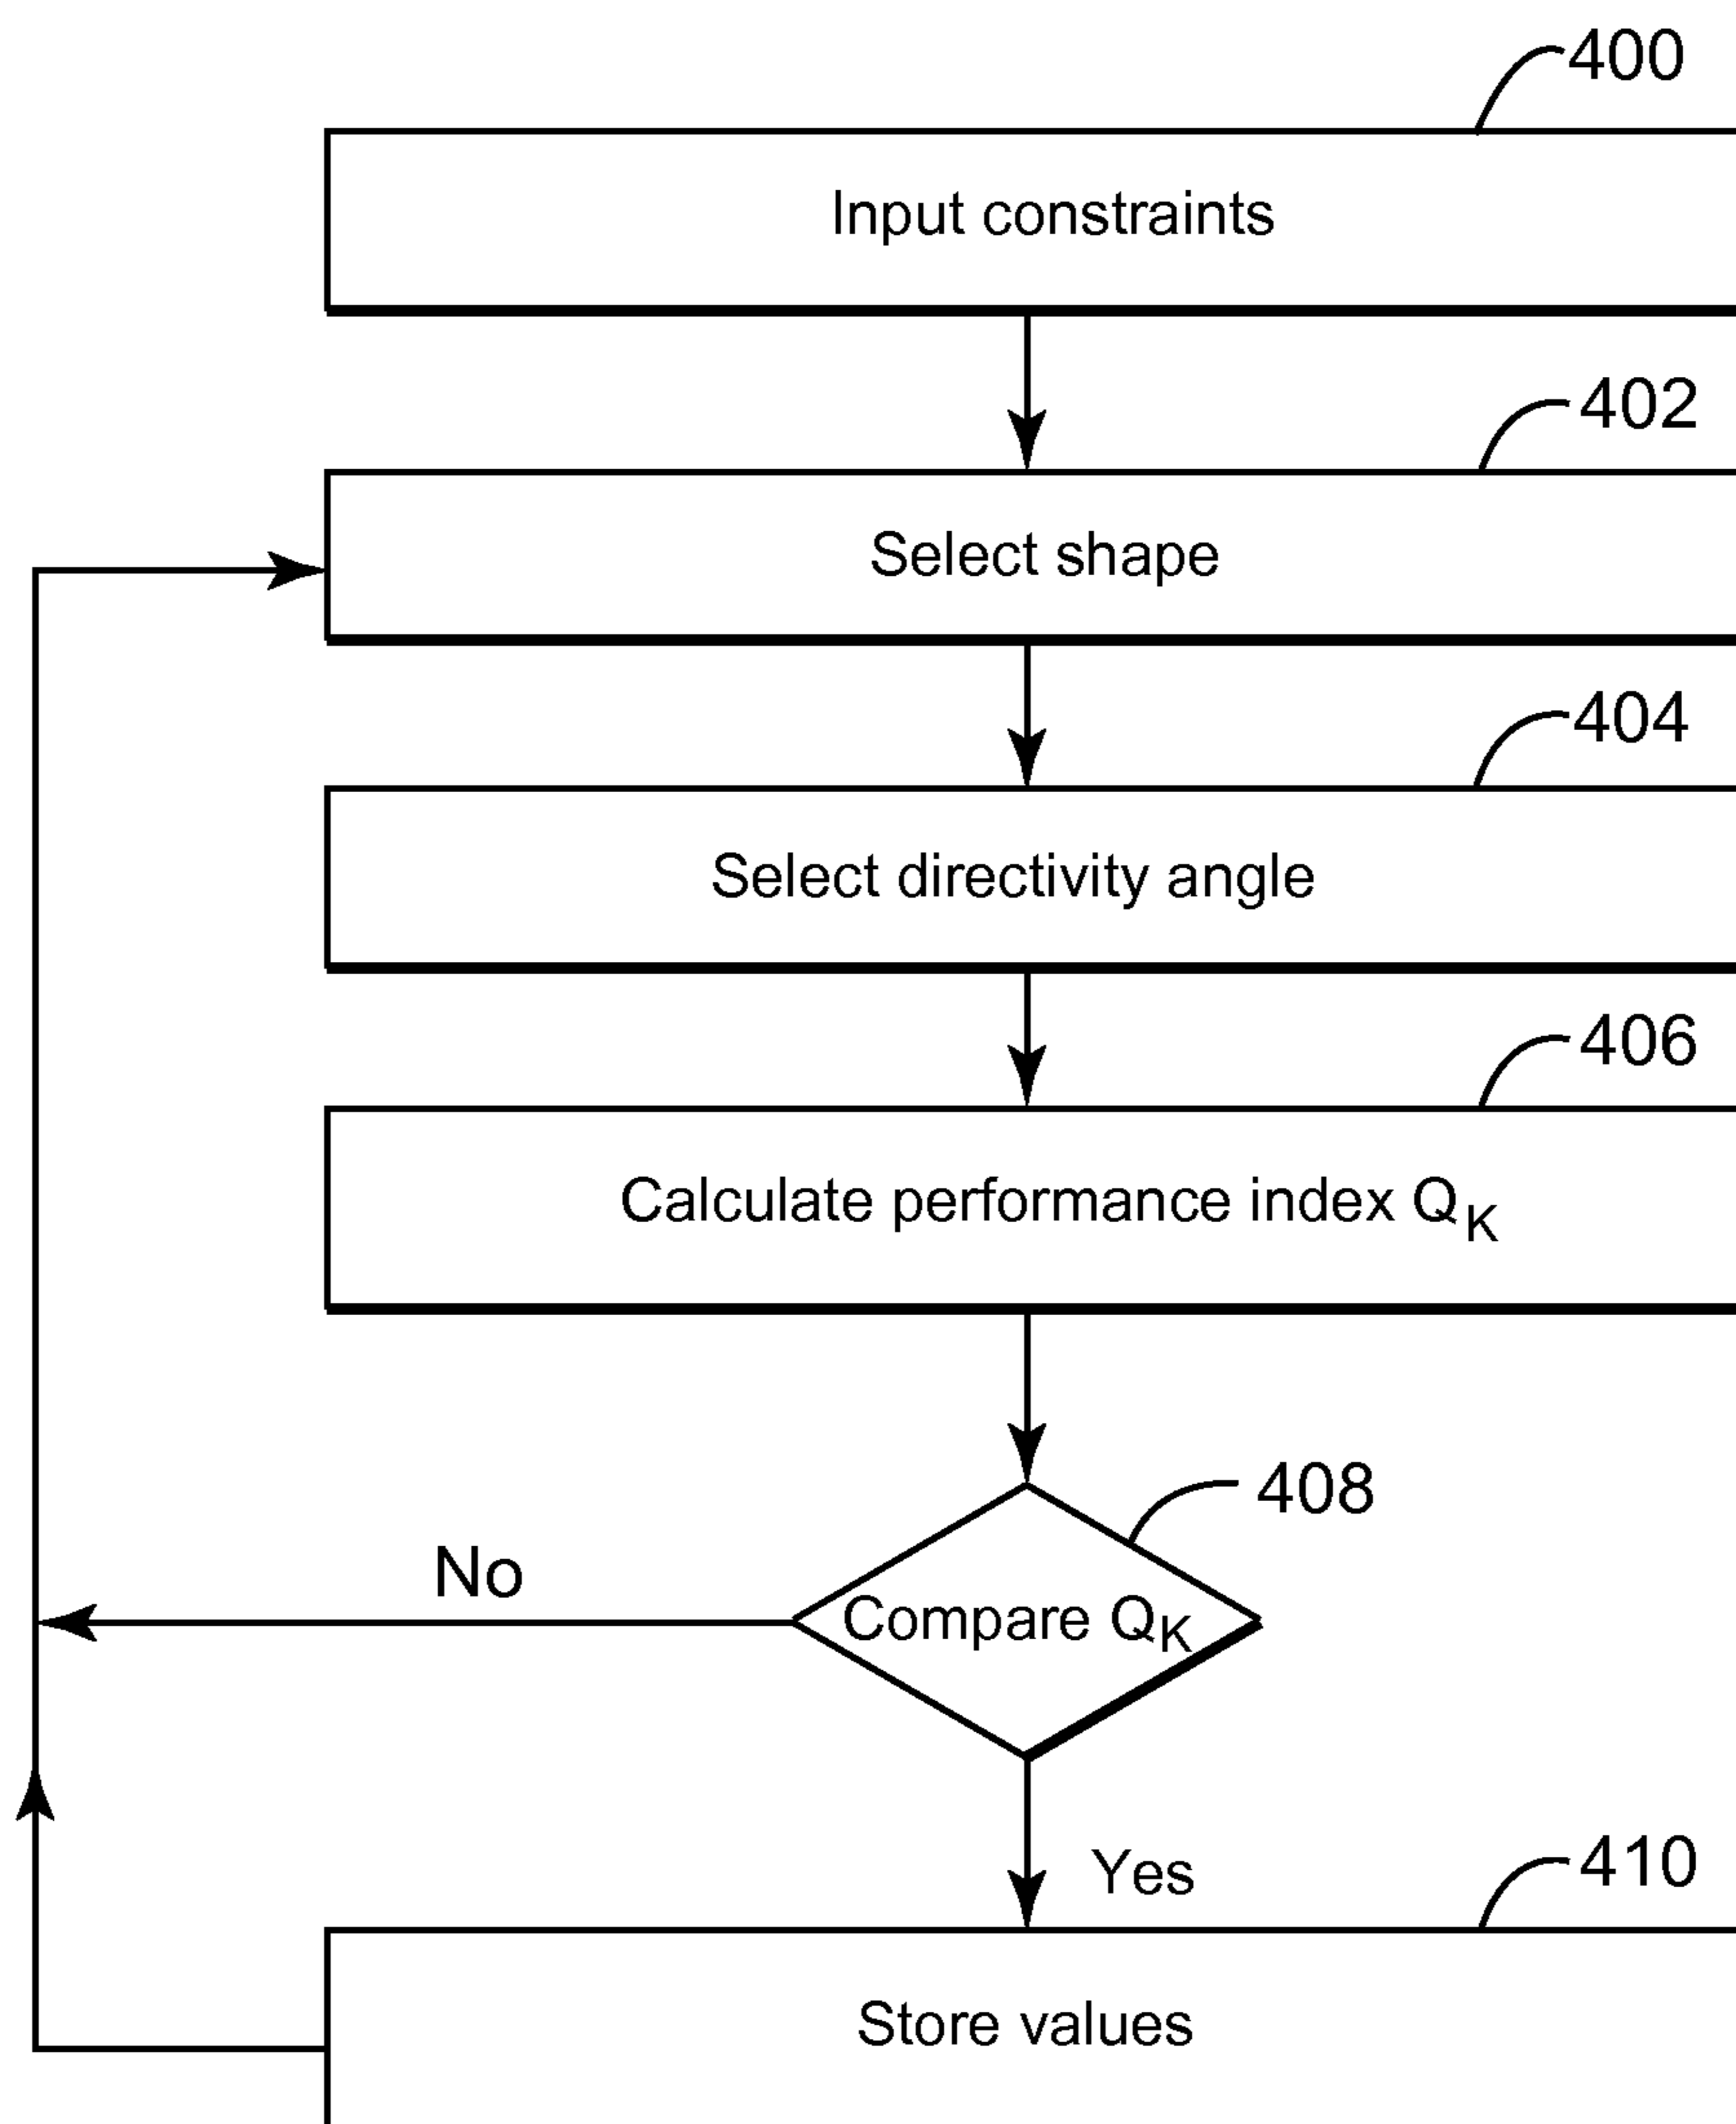 400
Input constraints
402
Select shape
404
Select directivity angle
406
Calculate performance index QK
408
No
Compare QK
Yes
410
Store values